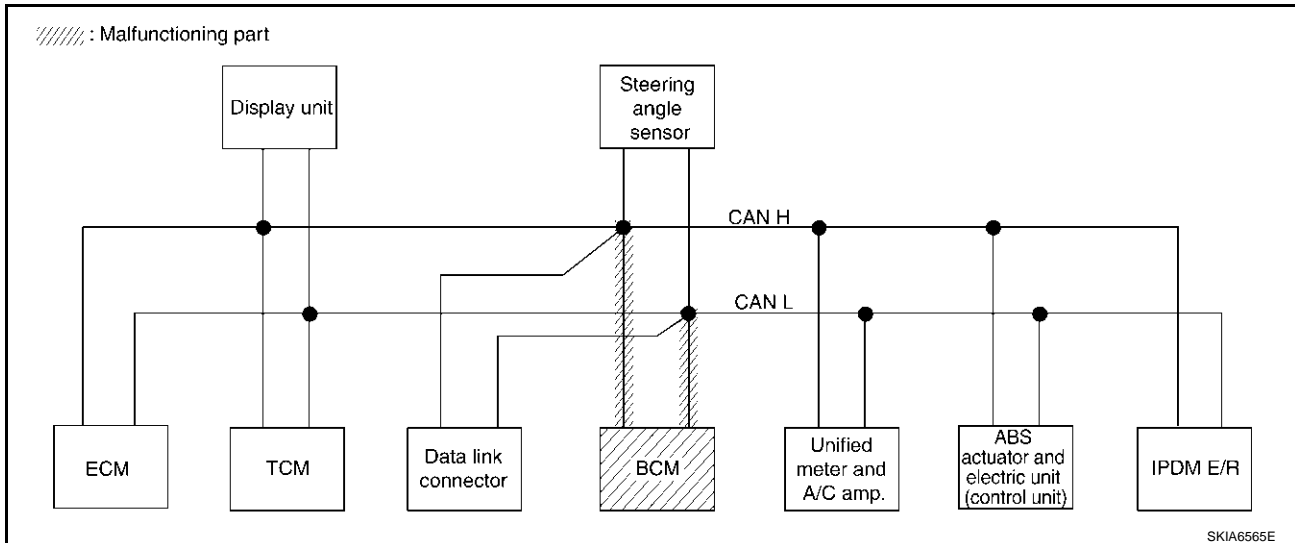 : Malfunctioning part
Display unit
Steering
angle
sensor
CAN H
CAN L
ECM
TCM
Data link
connector
BCM
Unified
meter and
A/C amp.
ABS
actuator and
electric unit
(control unit)
IPDM E/R
SKIA6565E